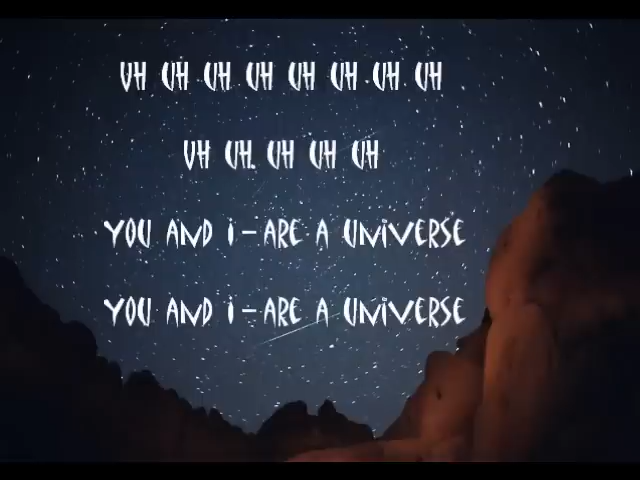 UH UH UH UH UH UH UH UH
UH UH. UH UH UH
YOU AND I - ARE A UNIVERSE
YOU AND I - ARE A UNIVERSE